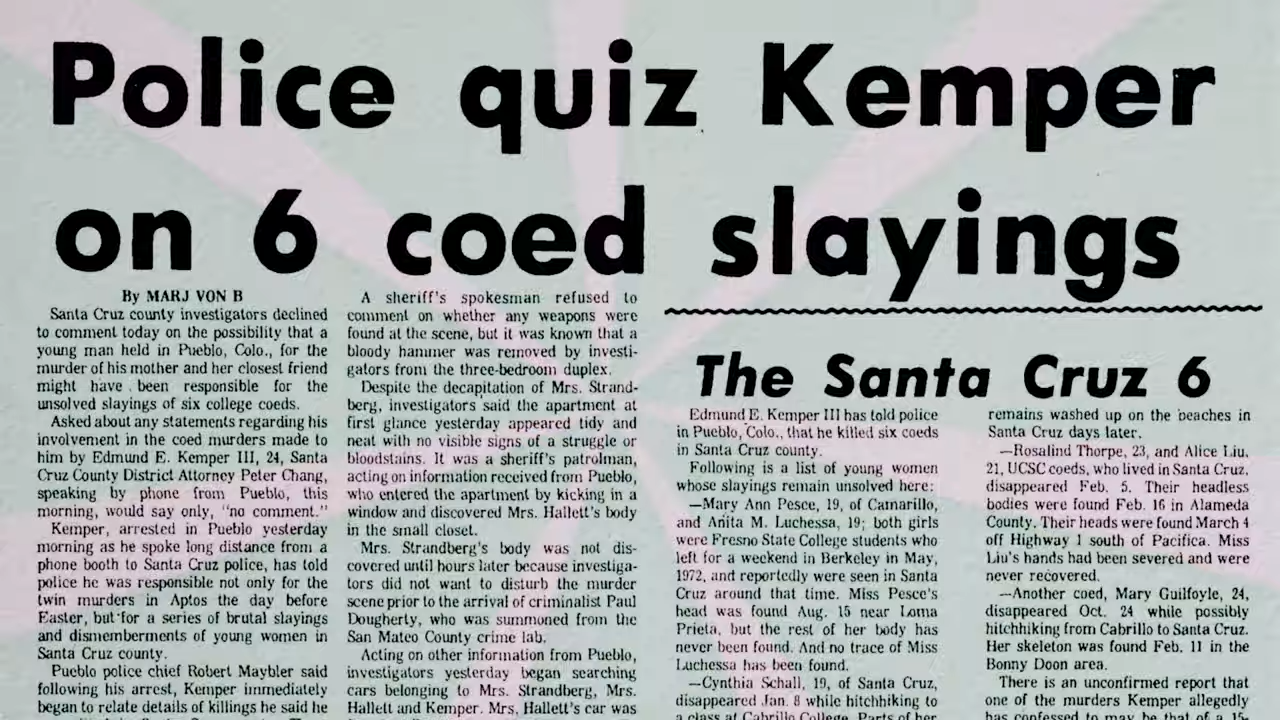 Police quiz Kemper
on 6 coed slayings
By MARJ VON B
Santa Cruz county investigators declined
to comment today on the possibility that a
young man held in Pueblo, Colo., for the
murder of his mother and her closest friend
might have been responsible for the
unsolved slayings of six college coeds.
Asked about any statements regarding his
involvement in the coed murders made to
him by Edmund E. Kemper III, 24, Santa
Cruz County District Attorney Peter Chang,
speaking by phone from Pueblo, this
morning, would say only, "no comment."
Kemper, arrested in Pueblo yesterday
morning as he spoke long distance from a
phone booth to Santa Cruz police, has told
police he was responsible not only for the
twin murders in Aptos the day before
Easter, but for a series of brutal slayings
and dismemberments of young women in
Santa Cruz county.
Pueblo police chief Robert Maybler said
following his arrest, Kemper immediately
began to relate details of killings he said he
A sheriff's spokesman refused to
comment on whether any weapons were
found at the scene, but it was known that a
bloody hammer was removed by investi-
gators from the three-bedroom duplex.
Despite the decapitation of Mrs. Strand-
berg, investigators said the apartment at
first glance yesterday appeared tidy and
neat with no visible signs of a struggle or
bloodstains. It was a sheriff's patrolman,
acting on information received from Pueblo,
who entered the apartment by kicking in a
window and discovered Mrs. Hallett's body
in the small closet.
Mrs. Strandberg's body was not dis-
covered until hours later because investiga-
tors did not want to disturb the murder
scene prior to the arrival of criminalist Paul
Dougherty, who was summoned from the
San Mateo County crime lab.
Acting on other information from Pueblo,
investigators yesterday began searching
cars belonging to Mrs. Strandberg, Mrs.
Hallett and Kemper. Mrs. Hallett's car was
The Santa Cruz 6
Edmund E. Kemper III has told police
in Pueblo, Colo., that he killed six coeds
in Santa Cruz county.
Following is a list of young women
whose slayings remain unsolved here:
—Mary Ann Pesce, 19, of Camarillo,
and Anita M. Luchessa, 19; both girls
were Fresno State College students who
left for a weekend in Berkeley in May,
1972, and reportedly were seen in Santa
Cruz around that time. Miss Pesce's
head was found Aug. 15 near Loma
Prieta, but the rest of her body has
never been found. And no trace of Miss
Luchessa has been found.
—Cynthia Schall, 19, of Santa Cruz,
disappeared Jan. 8 while hitchhiking to
a class at Cabrillo College. Parts of her
remains washed up on the beaches in
Santa Cruz days later.
—Rosalind Thorpe, 23, and Alice Liu,
21, UCSC coeds, who lived in Santa Cruz,
disappeared Feb. 5. Their headless
bodies were found Feb. 16 in Alameda
County. Their heads were found March 4
off Highway 1 south of Pacifica. Miss
Liu's hands had been severed and were
never recovered.
—Another coed, Mary Guilfoyle, 24,
disappeared Oct. 24 while possibly
hitchhiking from Cabrillo to Santa Cruz.
Her skeleton was found Feb. 11 in the
Bonny Doon area.
There is an unconfirmed report that
one of the murders Kemper allegedly
has confessed to may be that of a 15-